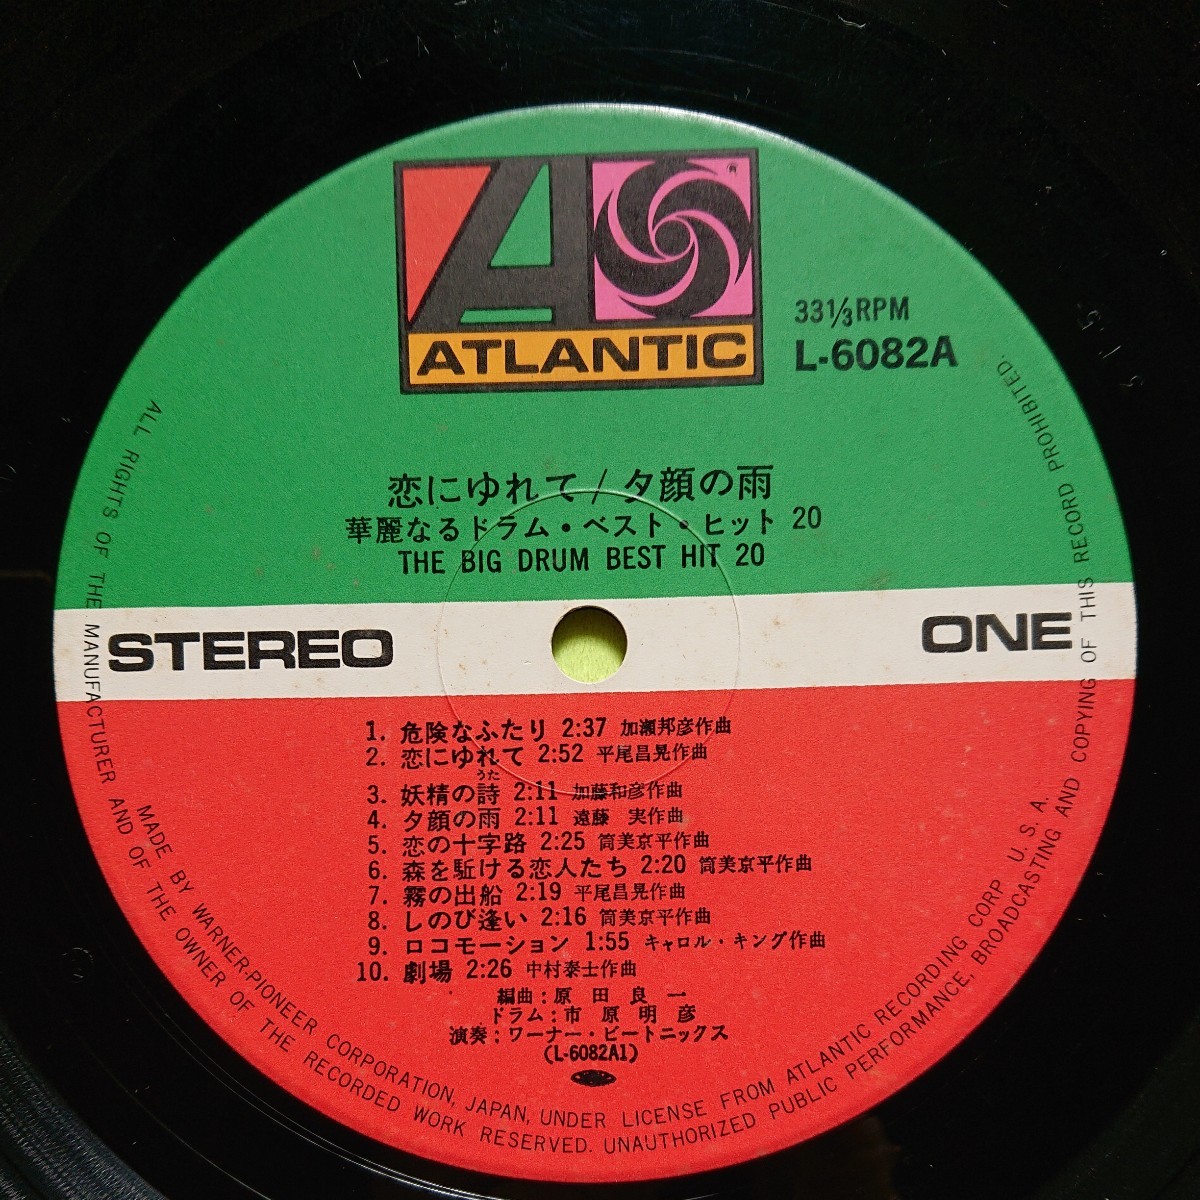 ATLANTIC
®
33⅓RPM
L-6082A
恋にゆれて/夕顔の雨
華麗なるドラム・ベスト・ヒット 20
THE BIG DRUM BEST HIT 20
STEREO
ONE
1. 危険なふたり 2:37 加瀬邦彦作曲
2. 恋にゆれて 2:52 平尾昌晃作曲
うた
3. 妖精の詩 2:11 加藤和彦作曲
4. 夕顔の雨 2:11 遠藤 実作曲
5. 恋の十字路 2:25 筒美京平作曲
6. 森を駈ける恋人たち 2:20 筒美京平作曲
7. 霧の出船 2:19 平尾昌晃作曲
8. しのび逢い 2:16 筒美京平作曲
9. ロコモーション 1:55 キャロル・キング作曲
10. 劇場 2:26 中村泰士作曲
編曲:原田良一
ドラム:市原明彦
演奏:ワーナー・ビートニックス
(L-6082A1)
ALL RIGHTS OF THE MANUFACTURER AND OF THE OWNER OF THE RECORDED WORK RESERVED. UNAUTHORIZED PUBLIC PERFORMANCE, BROADCASTING AND COPYING OF THIS RECORD PROHIBITED.
MADE BY WARNER-PIONEER CORPORATION, JAPAN, UNDER LICENSE FROM ATLANTIC RECORDING CORP U.S.A.